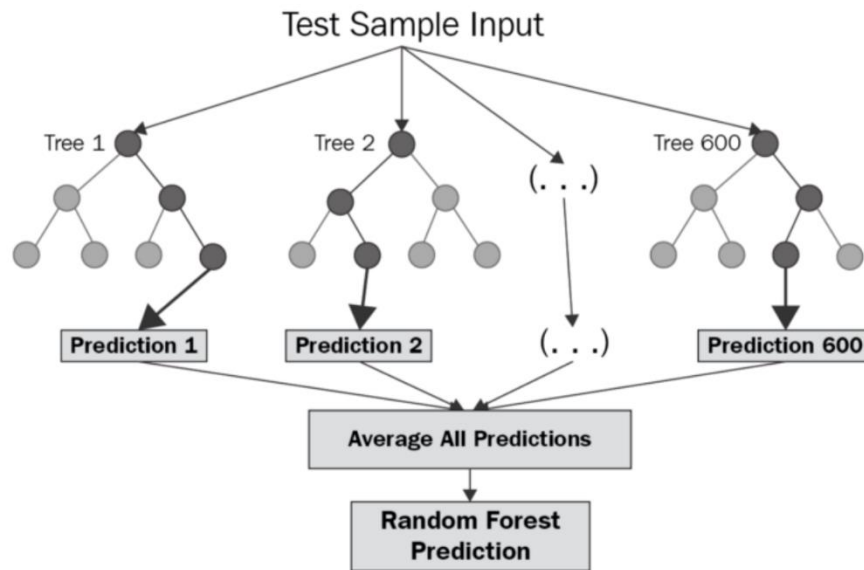 Test Sample Input
Tree 1
Tree 2
Tree 600
(. . .)
Prediction 1
Prediction 2
(. . .)
Prediction 600
Average All Predictions
Random Forest
Prediction